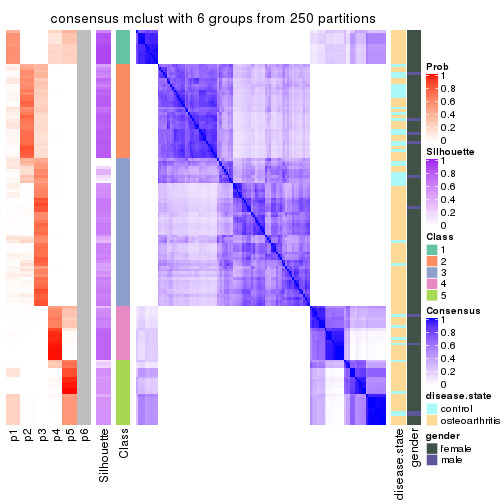 consensus mclust with 6 groups from 250 partitions
Prob
1
0.8
0.6
0.4
0.2
0
Silhouette
1
0.8
0.6
0.4
0.2
0
Class
1
2
3
4
5
Consensus
1
0.8
0.6
0.4
0.2
0
disease.state
control
osteoarthritis
gender
female
male
p1
p2
p3
p4
p5
p6
Silhouette
Class
disease.state
gender